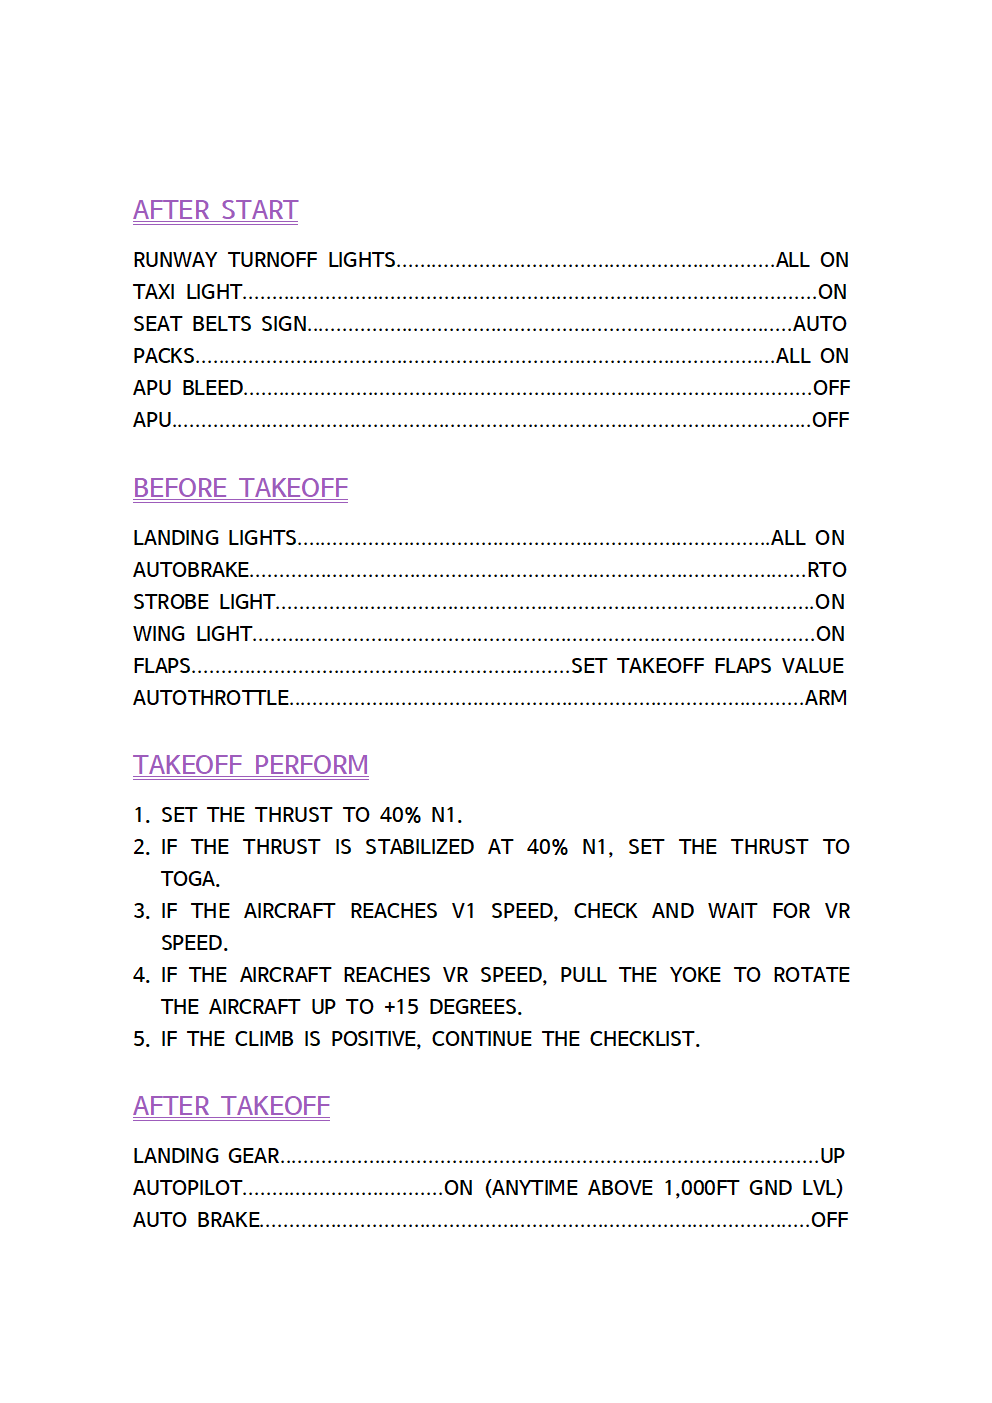 AFTER START
RUNWAY TURNOFF LIGHTS................................................................ALL ON
TAXI LIGHT.................................................................................................ON
SEAT BELTS SIGN..................................................................................AUTO
PACKS..................................................................................................ALL ON
APU BLEED................................................................................................OFF
APU............................................................................................................OFF
BEFORE TAKEOFF
LANDING LIGHTS................................................................................ALL ON
AUTOBRAKE..............................................................................................RTO
STROBE LIGHT...........................................................................................ON
WING LIGHT...............................................................................................ON
FLAPS................................................................SET TAKEOFF FLAPS VALUE
AUTOTHROTTLE.......................................................................................ARM
TAKEOFF PERFORM
1. SET THE THRUST TO 40% N1.
2. IF THE THRUST IS STABILIZED AT 40% N1, SET THE THRUST TO
TOGA.
3. IF THE AIRCRAFT REACHES V1 SPEED, CHECK AND WAIT FOR VR
SPEED.
4. IF THE AIRCRAFT REACHES VR SPEED, PULL THE YOKE TO ROTATE
THE AIRCRAFT UP TO +15 DEGREES.
5. IF THE CLIMB IS POSITIVE, CONTINUE THE CHECKLIST.
AFTER TAKEOFF
LANDING GEAR...........................................................................................UP
AUTOPILOT..................................ON (ANYTIME ABOVE 1,000FT GND LVL)
AUTO BRAKE.............................................................................................OFF